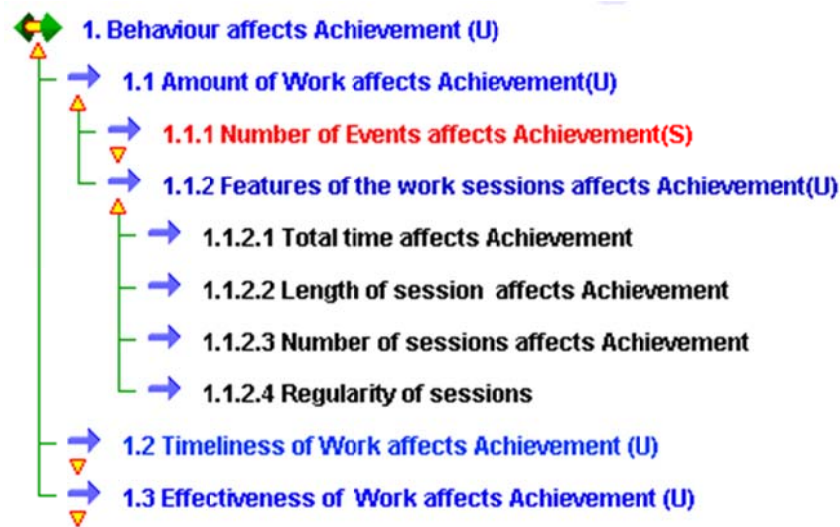 1. Behaviour affects Achievement (U)
1.1 Amount of Work affects Achievement(U)
1.1.1 Number of Events affects Achievement(S)
1.1.2 Features of the work sessions affects Achievement(U)
1.1.2.1 Total time affects Achievement
1.1.2.2 Length of session affects Achievement
1.1.2.3 Number of sessions affects Achievement
1.1.2.4 Regularity of sessions
1.2 Timeliness of Work affects Achievement (U)
1.3 Effectiveness of Work affects Achievement (U)